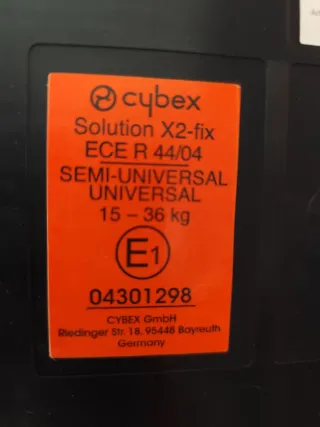 cybex
Solution X2-fix
ECE R 44/04
SEMI-UNIVERSAL
UNIVERSAL
15 – 36 kg
E1
04301298
CYBEX GmbH
Riedinger Str. 18, 95448 Bayreuth
Germany